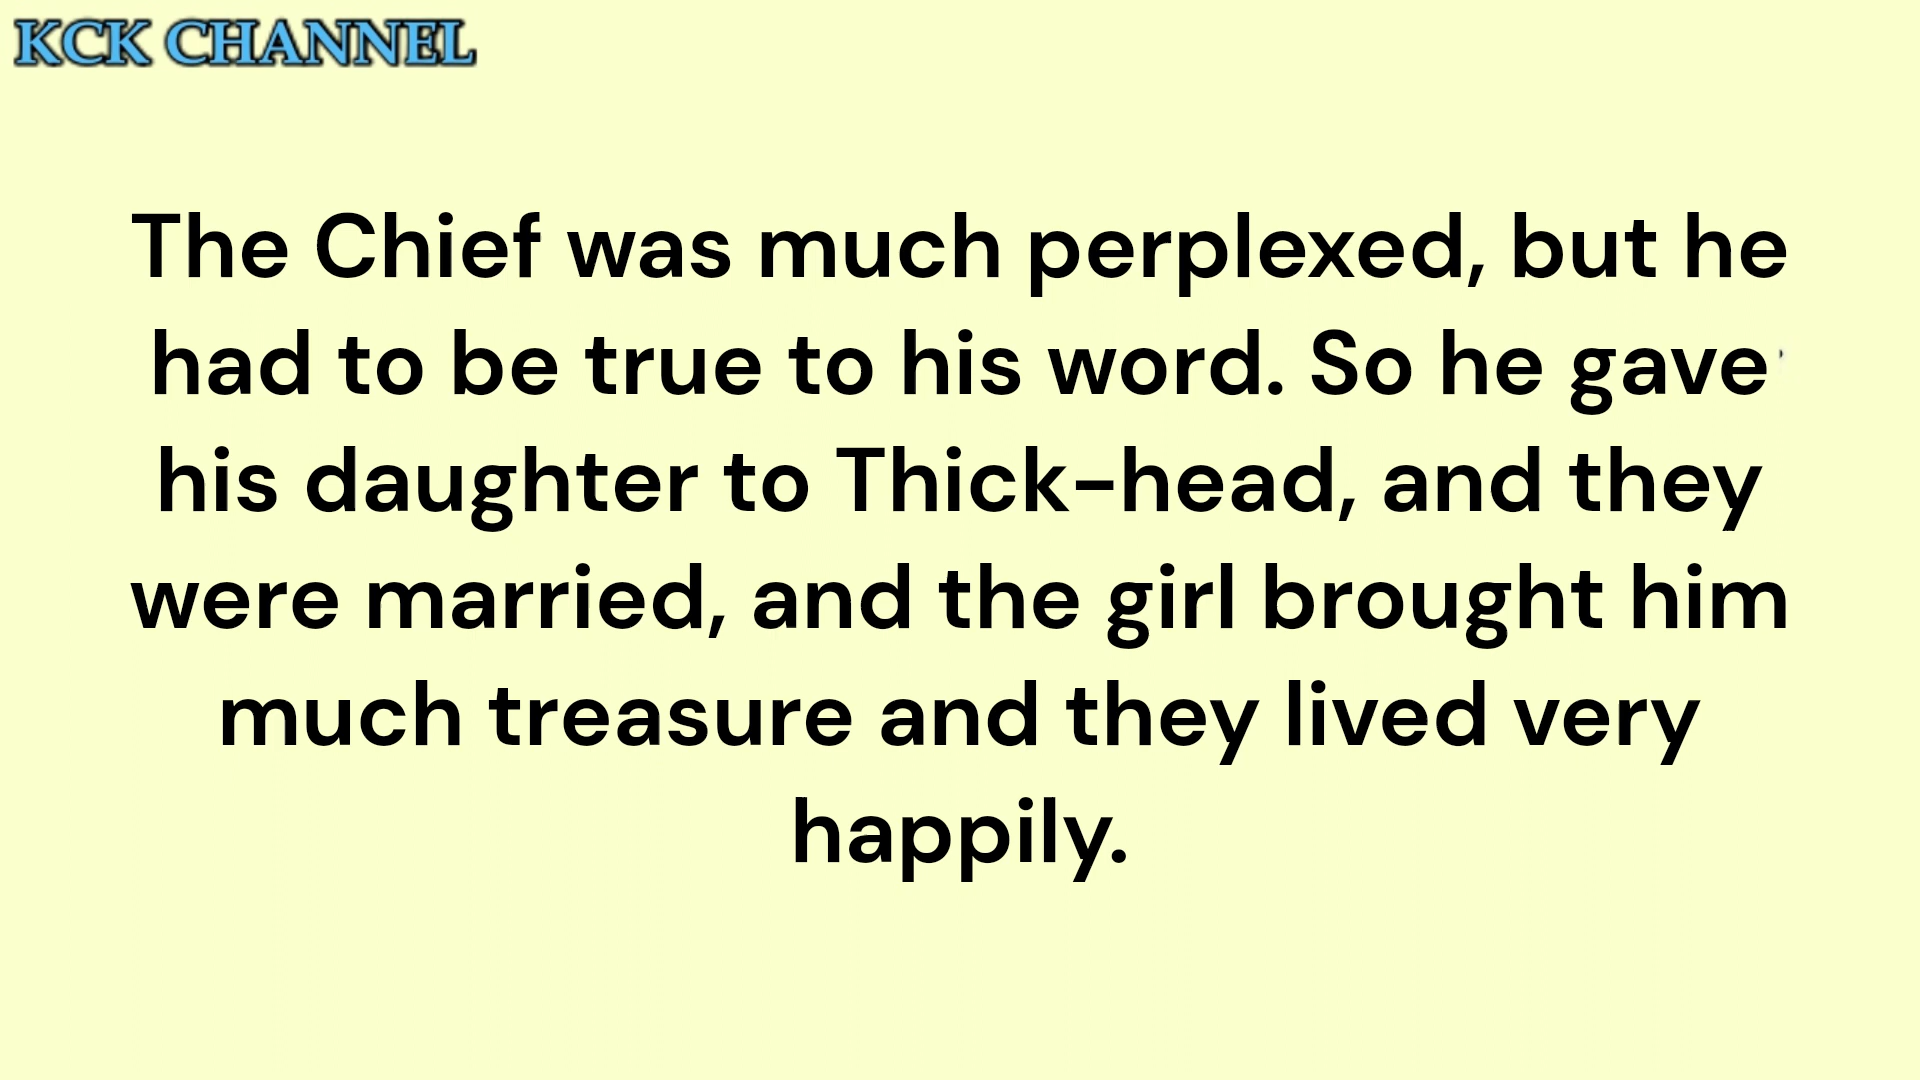 KCK CHANNEL
The Chief was much perplexed, but he
had to be true to his word. So he gave
his daughter to Thick-head, and they
were married, and the girl brought him
much treasure and they lived very
happily.